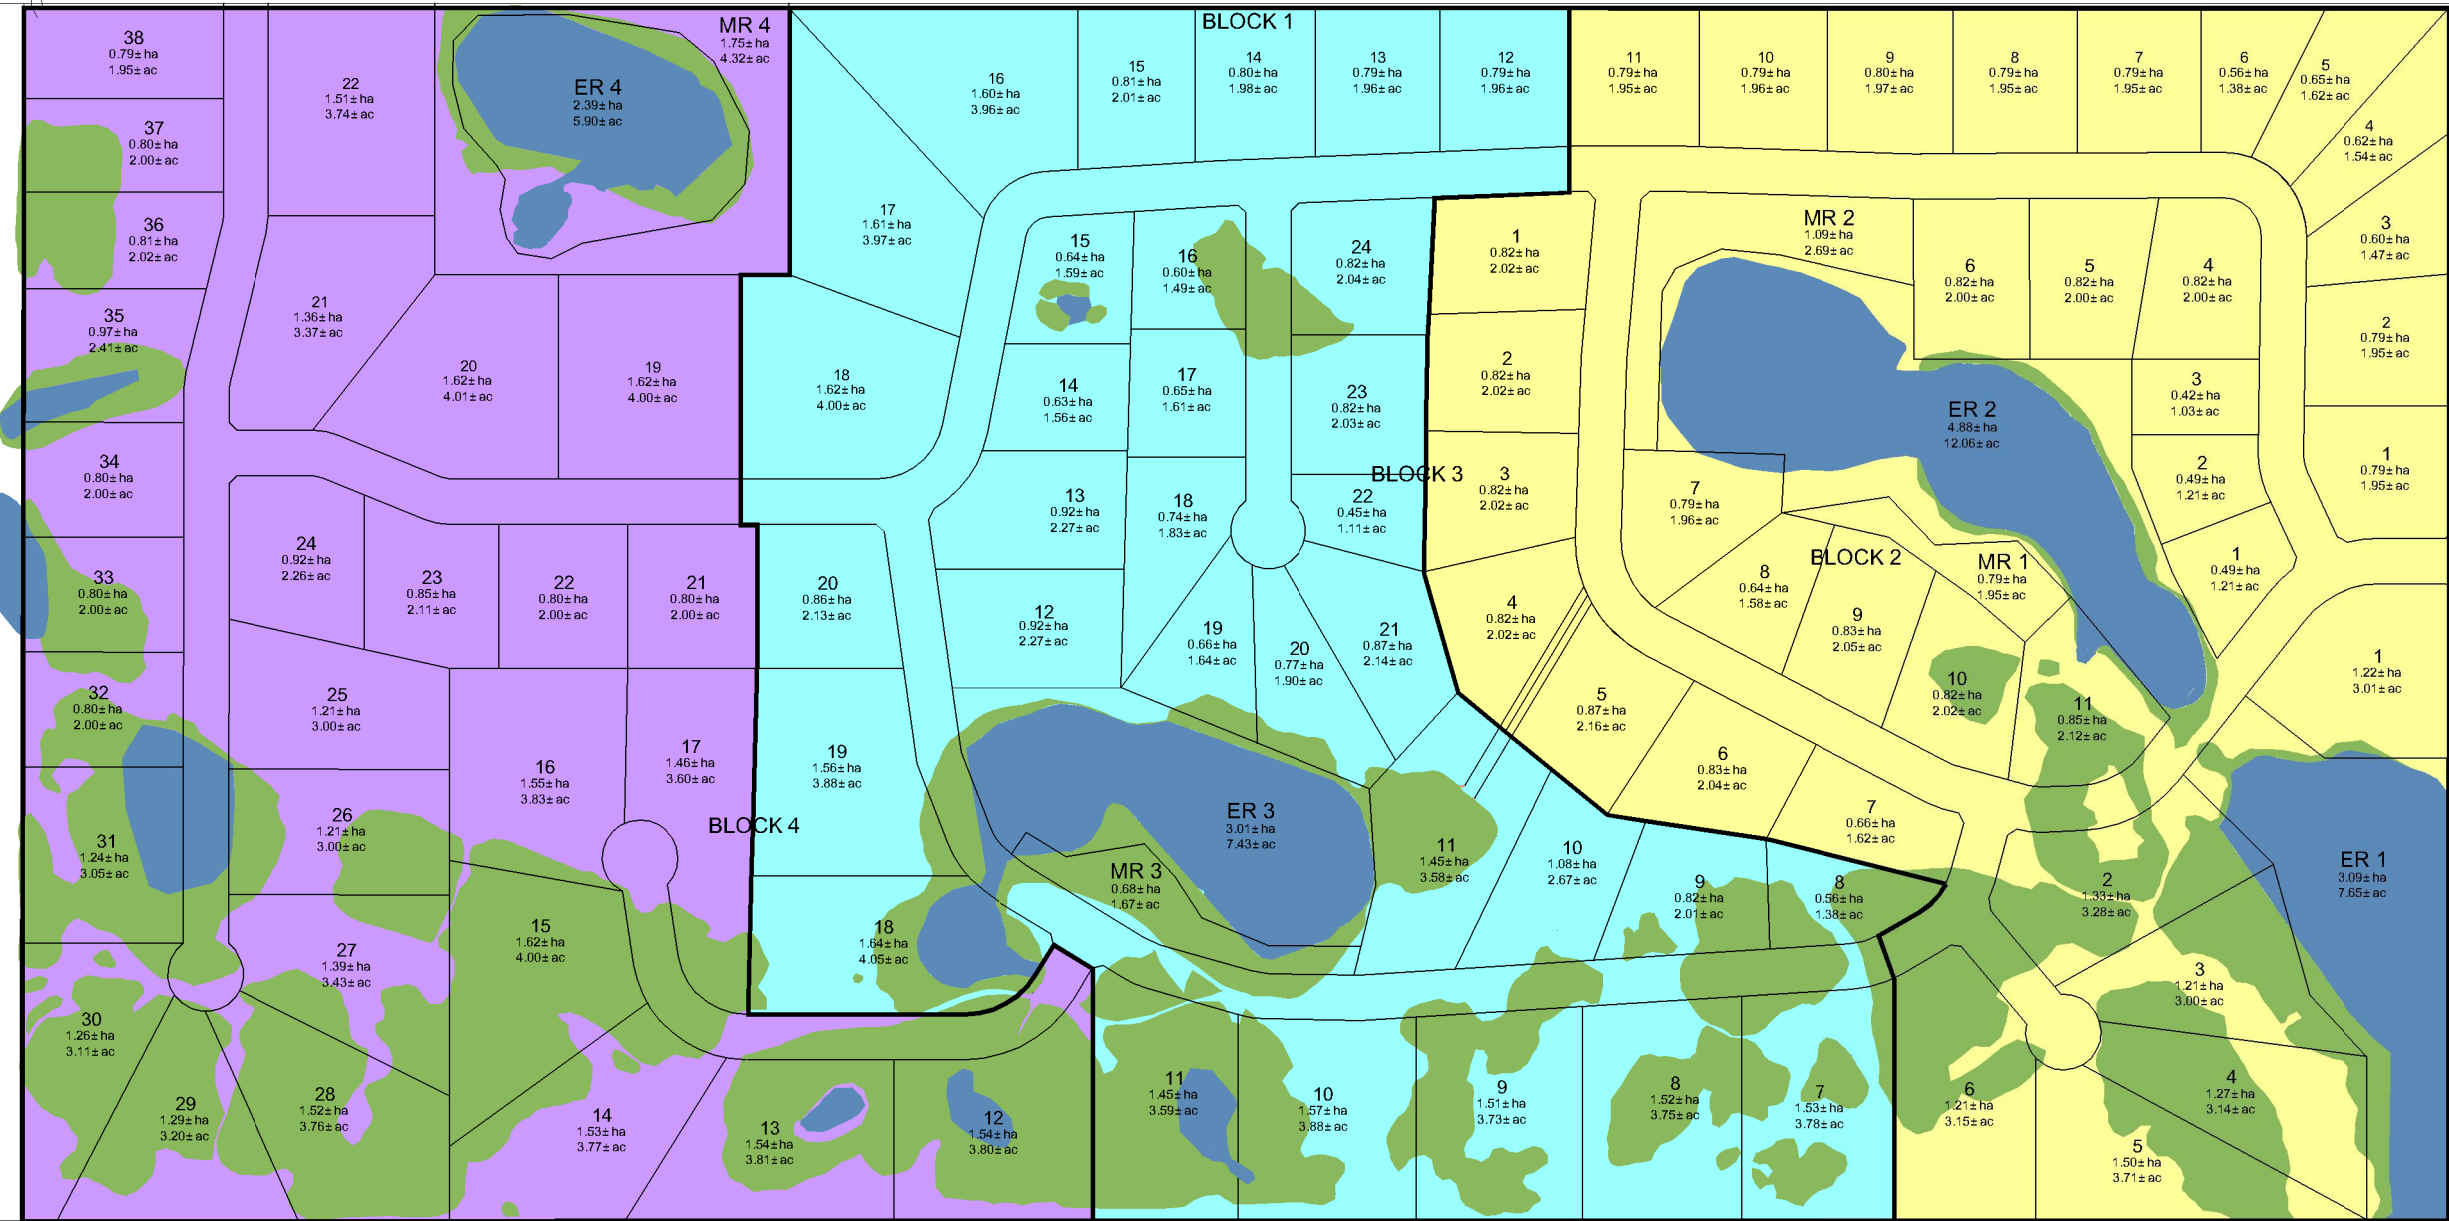 BLOCK 1
38
0.79± ha
1.95± ac
22
1.51± ha
3.74± ac
ER 4
2.39± ha
5.90± ac
MR 4
1.75± ha
4.32± ac
16
1.60± ha
3.96± ac
15
0.81± ha
2.01± ac
14
0.80± ha
1.98± ac
13
0.79± ha
1.96± ac
12
0.79± ha
1.96± ac
11
0.79± ha
1.95± ac
10
0.79± ha
1.96± ac
9
0.80± ha
1.97± ac
8
0.79± ha
1.95± ac
7
0.79± ha
1.95± ac
6
0.56± ha
1.38± ac
5
0.65± ha
1.62± ac
4
0.62± ha
1.54± ac
37
0.80± ha
2.00± ac
36
0.81± ha
2.02± ac
17
1.61± ha
3.97± ac
15
0.64± ha
1.59± ac
16
0.60± ha
1.49± ac
24
0.82± ha
2.04± ac
1
0.82± ha
2.02± ac
MR 2
1.09± ha
2.69± ac
6
0.82± ha
2.00± ac
5
0.82± ha
2.00± ac
4
0.82± ha
2.00± ac
3
0.60± ha
1.47± ac
35
0.97± ha
2.41± ac
21
1.36± ha
3.37± ac
20
1.62± ha
4.01± ac
19
1.62± ha
4.00± ac
18
1.62± ha
4.00± ac
14
0.63± ha
1.56± ac
17
0.65± ha
1.61± ac
23
0.82± ha
2.03± ac
2
0.82± ha
2.02± ac
ER 2
4.88± ha
12.06± ac
3
0.42± ha
1.03± ac
2
0.79± ha
1.95± ac
34
0.80± ha
2.00± ac
13
0.92± ha
2.27± ac
18
0.74± ha
1.83± ac
BLOCK 3
22
0.45± ha
1.11± ac
3
0.82± ha
2.02± ac
7
0.79± ha
1.96± ac
2
0.49± ha
1.21± ac
1
0.79± ha
1.95± ac
33
0.80± ha
2.00± ac
24
0.92± ha
2.26± ac
23
0.85± ha
2.11± ac
22
0.80± ha
2.00± ac
21
0.80± ha
2.00± ac
20
0.86± ha
2.13± ac
12
0.92± ha
2.27± ac
19
0.66± ha
1.64± ac
20
0.77± ha
1.90± ac
21
0.87± ha
2.14± ac
4
0.82± ha
2.02± ac
BLOCK 2
8
0.64± ha
1.58± ac
9
0.83± ha
2.05± ac
MR 1
0.79± ha
1.95± ac
1
0.49± ha
1.21± ac
32
0.80± ha
2.00± ac
25
1.21± ha
3.00± ac
16
1.55± ha
3.83± ac
17
1.46± ha
3.60± ac
19
1.56± ha
3.88± ac
5
0.87± ha
2.16± ac
6
0.83± ha
2.04± ac
10
0.82± ha
2.02± ac
11
0.85± ha
2.12± ac
1
1.22± ha
3.01± ac
31
1.24± ha
3.05± ac
26
1.21± ha
3.00± ac
BLOCK 4
ER 3
3.01± ha
7.43± ac
MR 3
0.68± ha
1.67± ac
11
1.45± ha
3.58± ac
10
1.08± ha
2.67± ac
7
0.66± ha
1.62± ac
9
0.82± ha
2.01± ac
8
0.56± ha
1.38± ac
2
1.33± ha
3.28± ac
ER 1
3.09± ha
7.65± ac
27
1.39± ha
3.43± ac
15
1.62± ha
4.00± ac
18
1.64± ha
4.05± ac
3
1.21± ha
3.00± ac
30
1.26± ha
3.11± ac
29
1.29± ha
3.20± ac
28
1.52± ha
3.76± ac
14
1.53± ha
3.77± ac
13
1.54± ha
3.81± ac
12
1.54± ha
3.80± ac
11
1.45± ha
3.59± ac
10
1.57± ha
3.88± ac
9
1.51± ha
3.73± ac
8
1.52± ha
3.75± ac
7
1.53± ha
3.78± ac
6
1.21± ha
3.15± ac
4
1.27± ha
3.14± ac
5
1.50± ha
3.71± ac